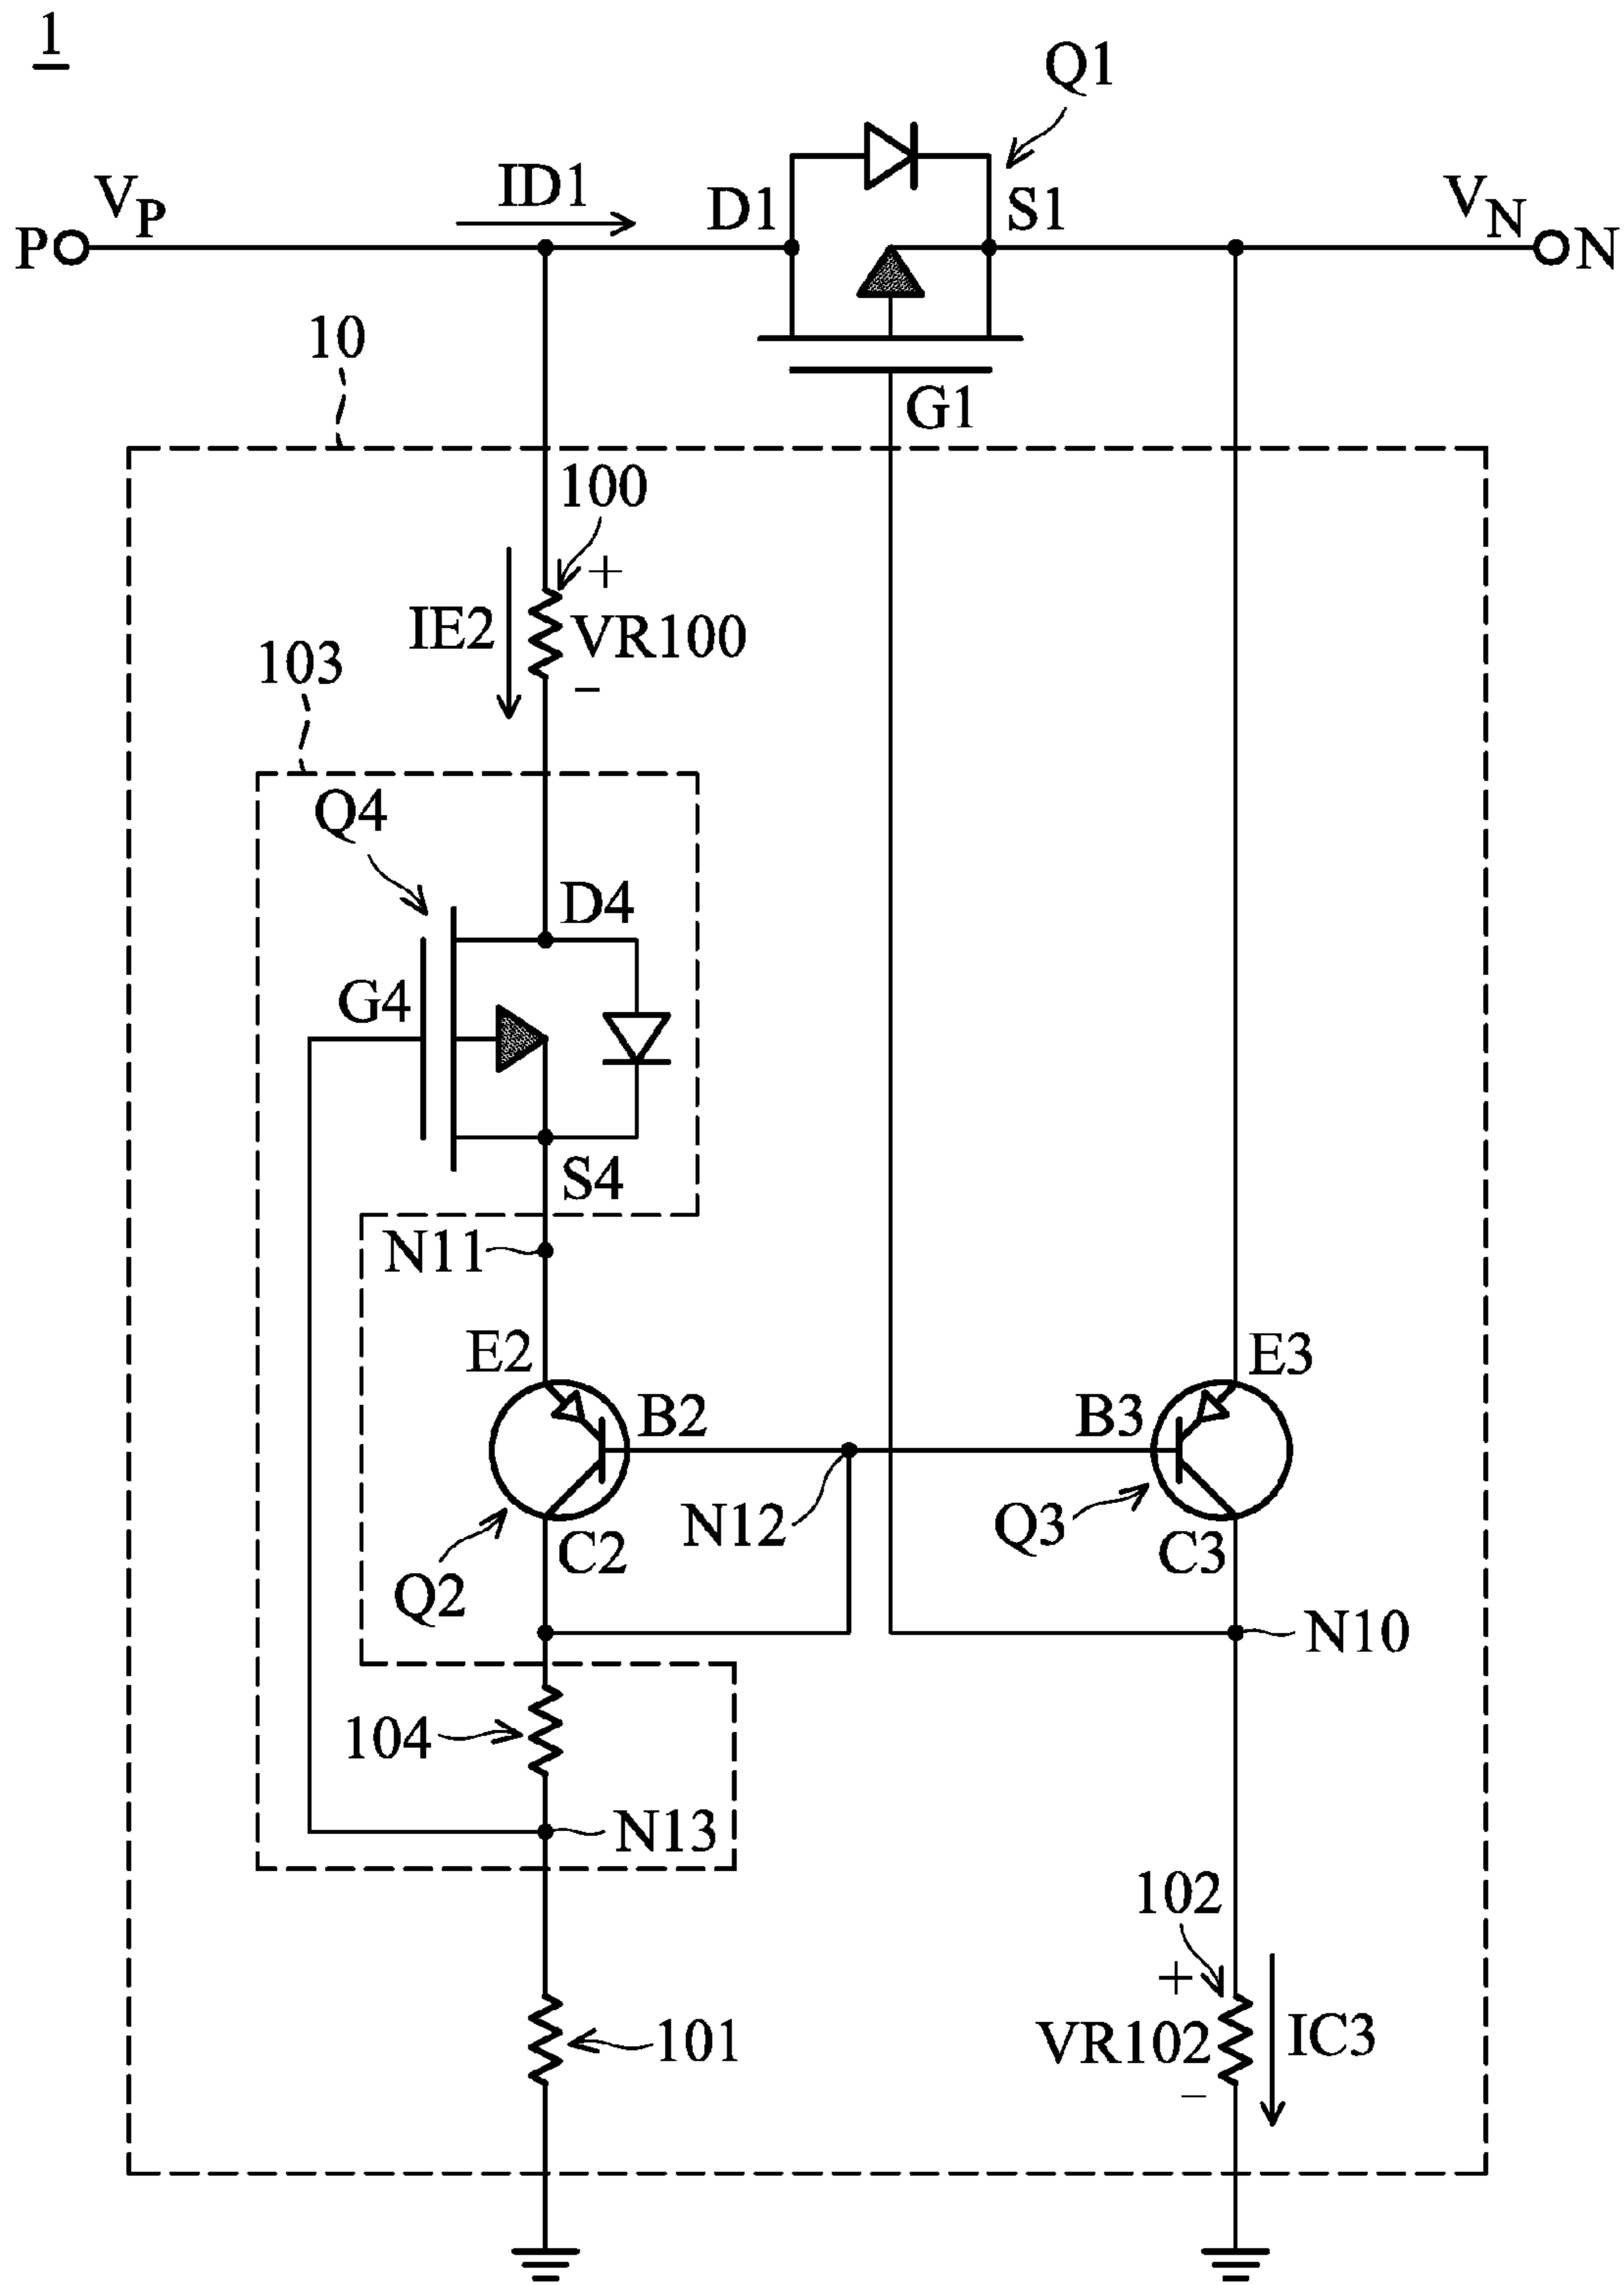 1
Q1
VP
ID1
D1
S1
VN
P
N
10
G1
100
+
IE2
VR100
-
103
Q4
D4
G4
S4
N11
E2
E3
B2
B3
N12
Q3
C2
C3
Q2
N10
104
N13
102
+
101
VR102
IC3
-